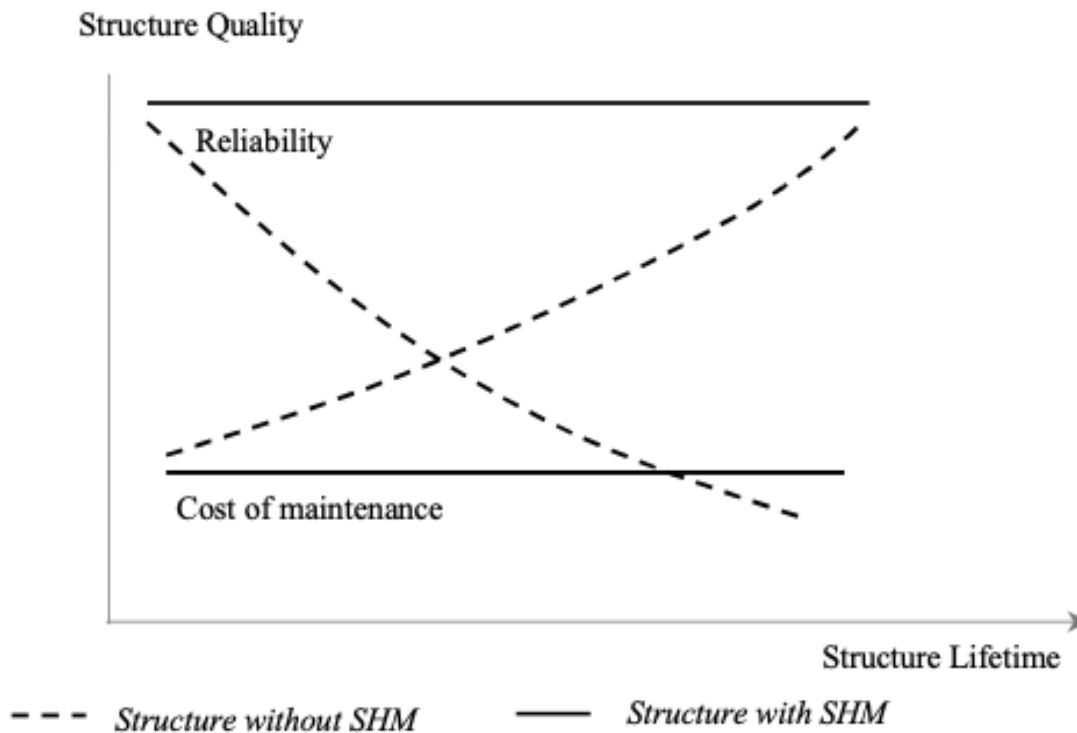 Structure Quality
Reliability
Cost of maintenance
Structure Lifetime
Structure without SHM
Structure with SHM